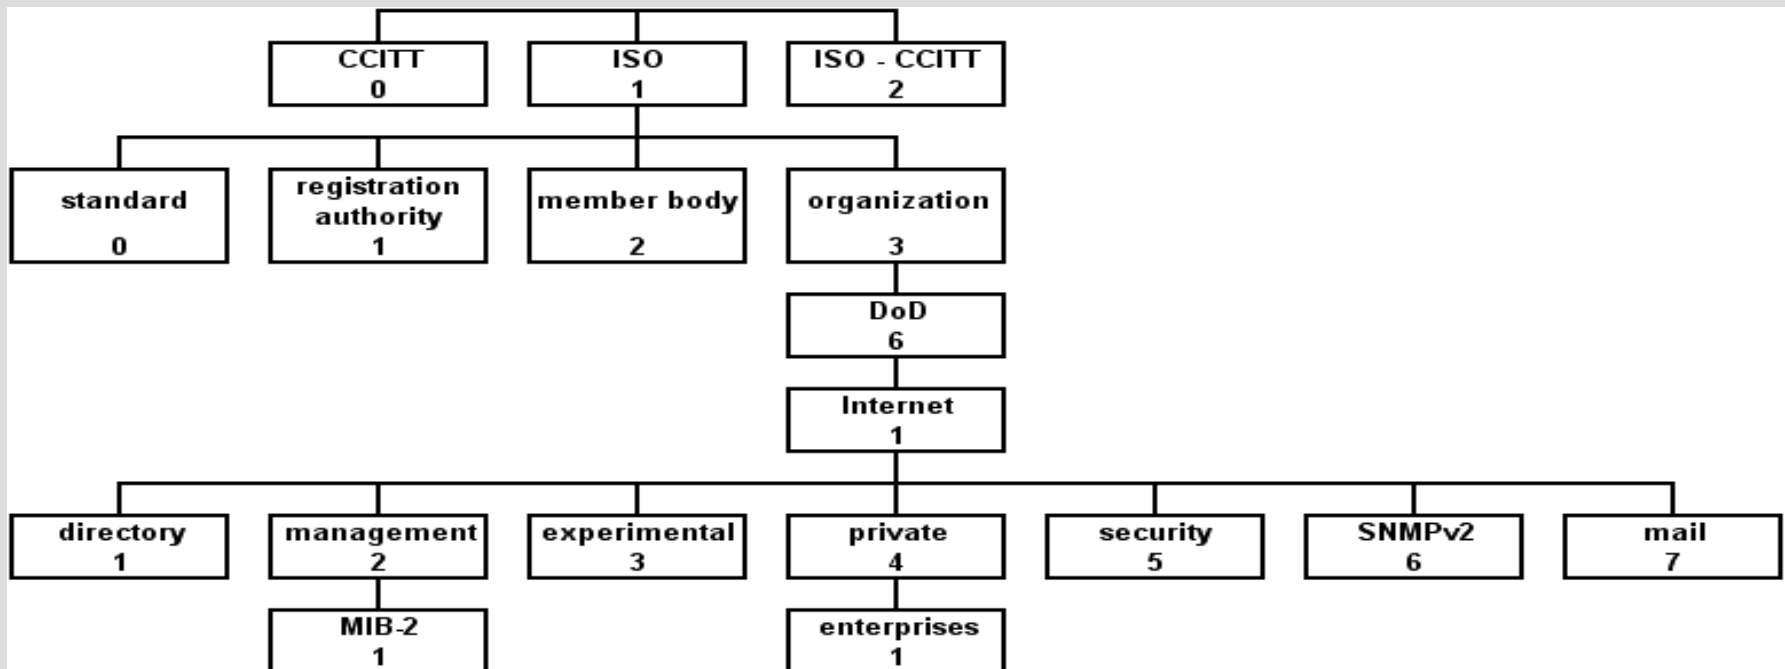 CCITT
0
ISO
1
ISO - CCITT
2
standard
0
registration
authority
1
member body
2
organization
3
DoD
6
Internet
1
directory
1
management
2
experimental
3
private
4
security
5
SNMPv2
6
mail
7
MIB-2
1
enterprises
1